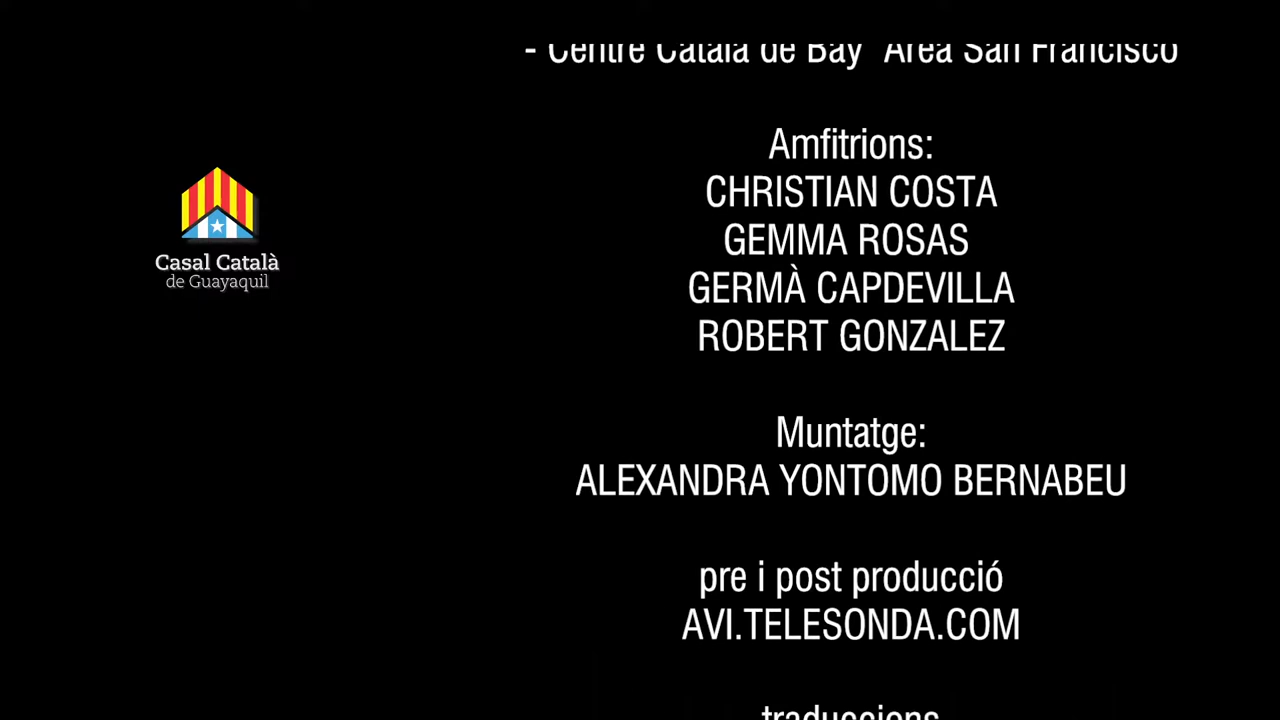 - Centre Català de Bay Area San Francisco
Casal Català
de Guayaquil
Amfitrions:
CHRISTIAN COSTA
GEMMA ROSAS
GERMÀ CAPDEVILLA
ROBERT GONZALEZ
Muntatge:
ALEXANDRA YONTOMO BERNABEU
pre i post producció
AVI.TELESONDA.COM
traduccions